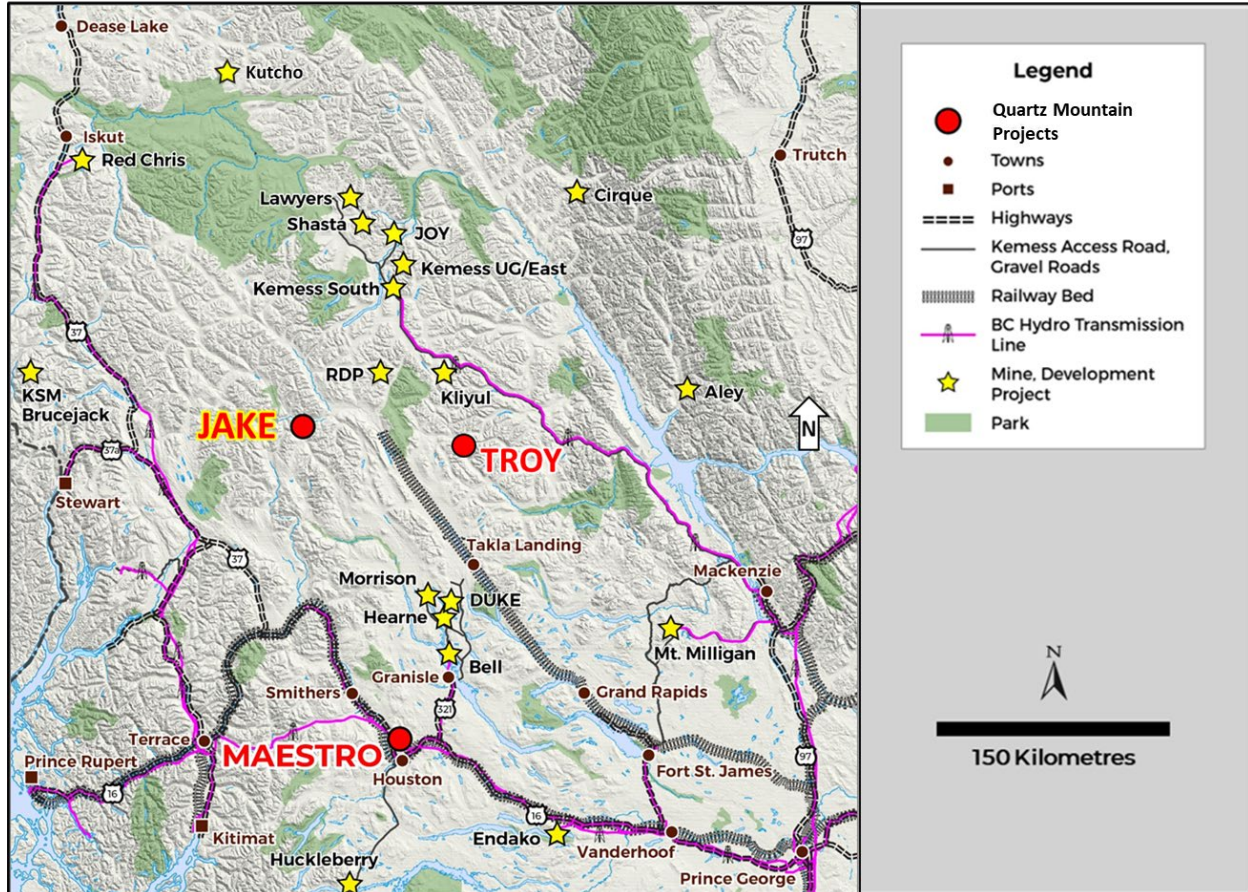 Dease Lake
Kutcho
Iskut
Red Chris
Trutch
Lawyers
Cirque
Shasta
JOY
97
Kemess UG/East
Kemess South
37
RDP
Kliyul
KSM
Brucejack
Aley
N
JAKE
TROY
37a
Stewart
Takla Landing
37
Mackenzie
Morrison
DUKE
Hearne
Mt. Milligan
Bell
Granisle
Smithers
Grand Rapids
321
Terrace
MAESTRO
Prince Rupert
Houston
Fort St. James
97
16
16
Kitimat
Endako
Vanderhoof
Huckleberry
Prince George
Legend
Quartz Mountain
Projects
Towns
Ports
Highways
Kemess Access Road,
Gravel Roads
Railway Bed
BC Hydro Transmission
Line
Mine, Development
Project
Park
N
150 Kilometres